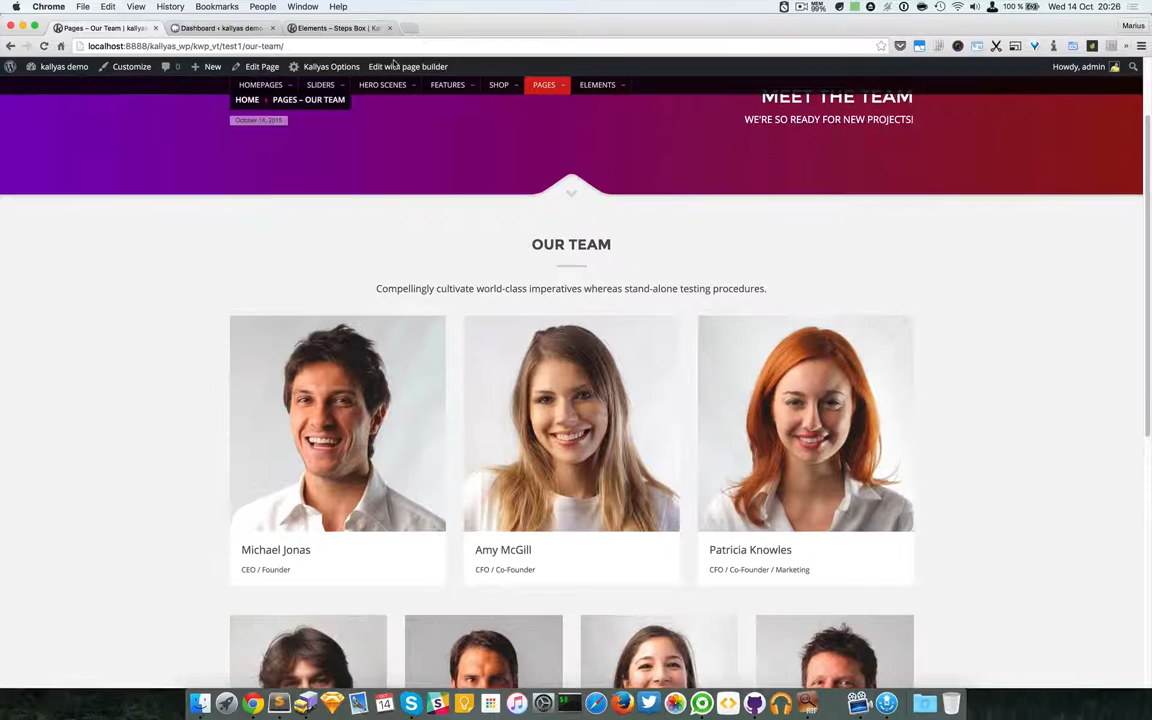 Chrome File Edit View History Bookmarks People Window Help 100% Wed 14 Oct 20:26
Pages – Our Team | kallyas Dashboard ‹ kallyas demo Elements – Steps Box | Kal Marius
localhost:8888/kallyas_wp/kwp_vt/test1/our-team/
kallyas demo Customize 0 New Edit Page Kallyas Options Edit with page builder Howdy, admin
HOMEPAGES SLIDERS HERO SCENES FEATURES SHOP PAGES ELEMENTS
HOME PAGES – OUR TEAM
MEET THE TEAM
October 14, 2015
WE'RE SO READY FOR NEW PROJECTS!
OUR TEAM
Compellingly cultivate world-class imperatives whereas stand-alone testing procedures.
Michael Jonas
CEO / Founder
Amy McGill
CFO / Co-Founder
Patricia Knowles
CFO / Co-Founder / Marketing